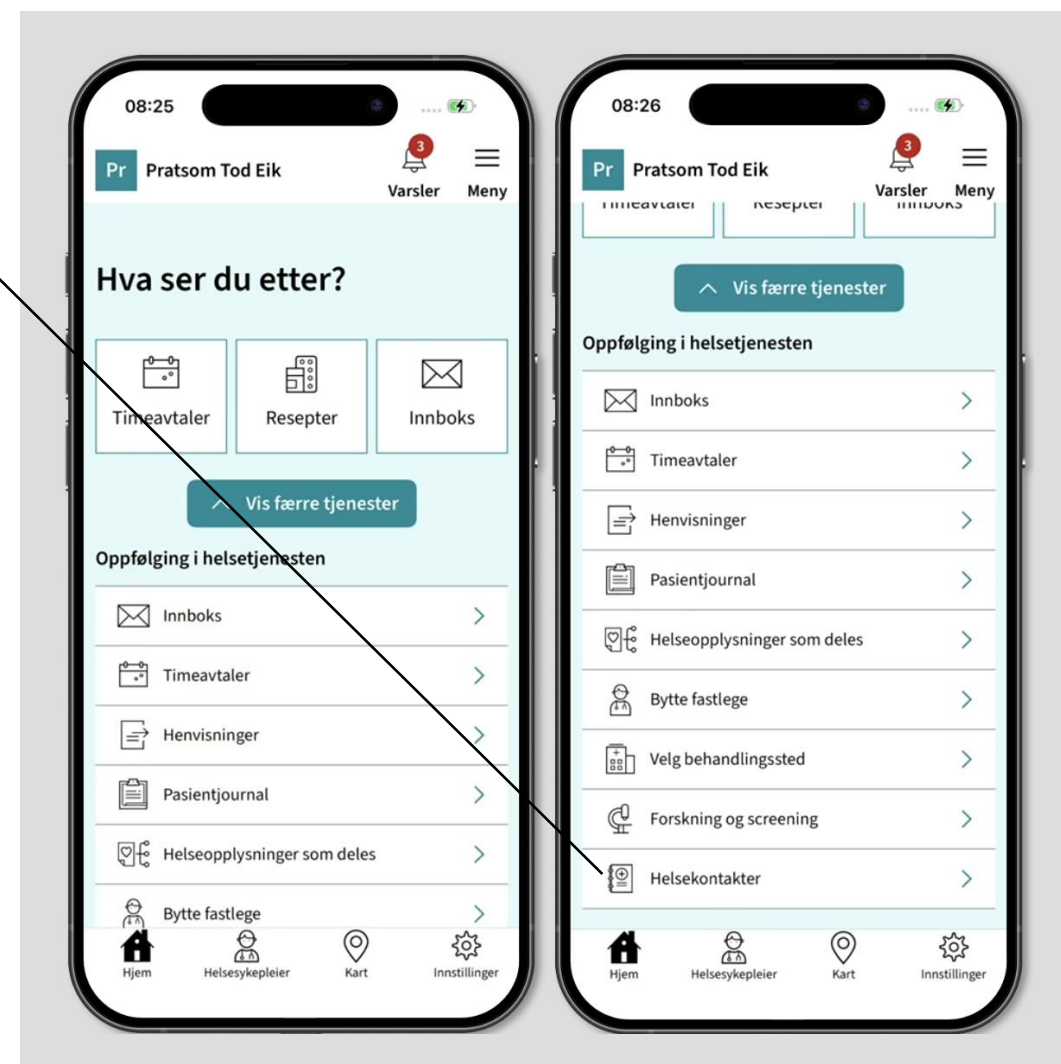 08:25
Pr Pratsom Tod Eik
3
Varsler Meny
Hva ser du etter?
Timeavtaler Resepter Innboks
Vis færre tjenester
Oppfølging i helsetjenesten
Innboks
Timeavtaler
Henvisninger
Pasientjournal
Helseopplysninger som deles
Bytte fastlege
Hjem Helsesykepleier Kart Innstillinger
08:26
Pr Pratsom Tod Eik
3
Varsler Meny
Timeavtaler Resepter Innboks
Vis færre tjenester
Oppfølging i helsetjenesten
Innboks
Timeavtaler
Henvisninger
Pasientjournal
Helseopplysninger som deles
Bytte fastlege
Velg behandlingssted
Forskning og screening
Helsekontakter
Hjem Helsesykepleier Kart Innstillinger